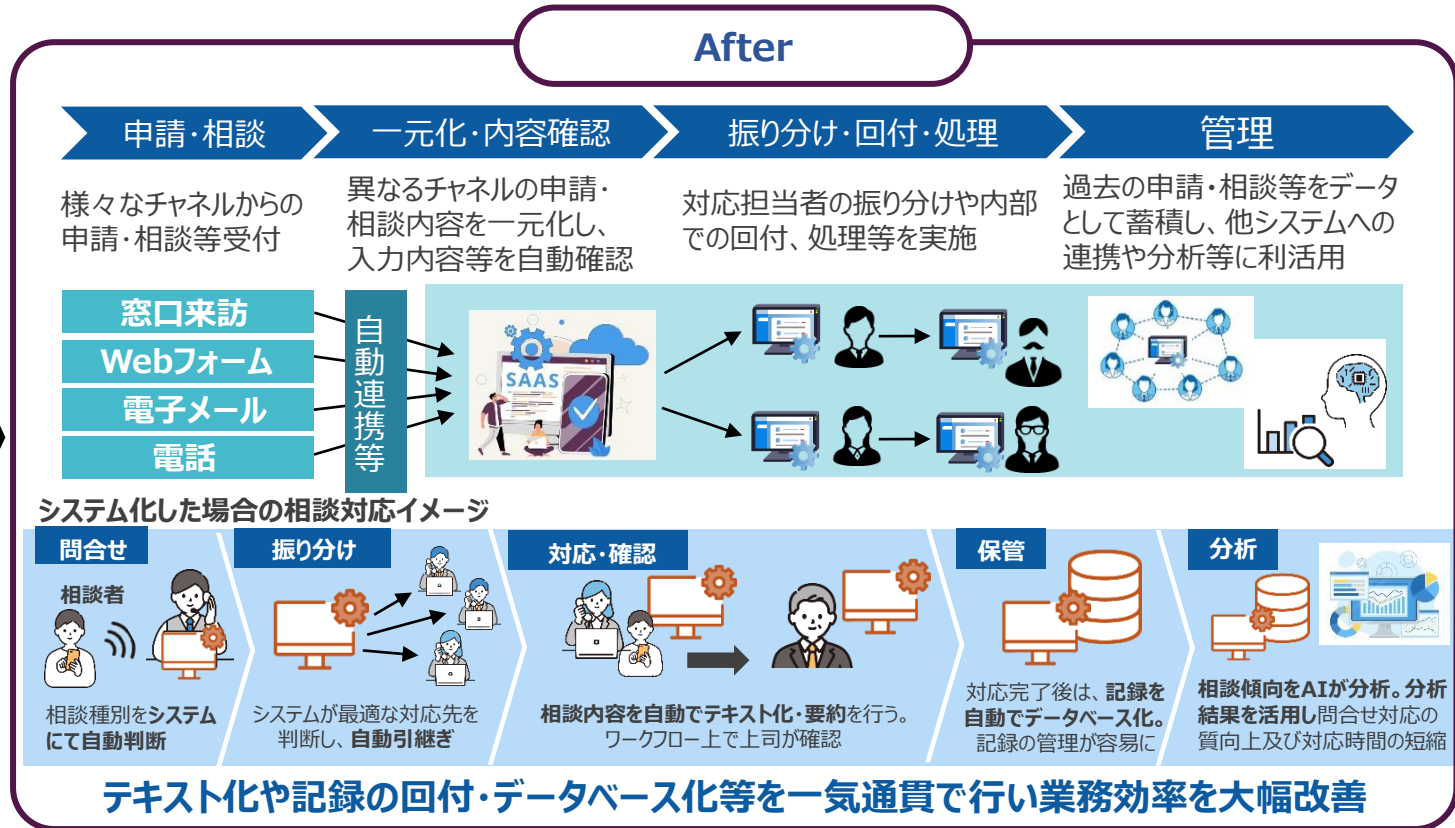 After
申請・相談
一元化・内容確認
振り分け・回付・処理
管理
様々なチャネルからの
申請・相談等受付
異なるチャネルの申請・
相談内容を一元化し、
入力内容等を自動確認
対応担当者の振り分けや内部
での回付、処理等を実施
過去の申請・相談等をデータ
として蓄積し、他システムへの
連携や分析等に利活用
窓口来訪
Webフォーム
電子メール
電話
自動連携等
SAAS
システム化した場合の相談対応イメージ
問合せ
相談者
相談種別をシステム
にて自動判断
振り分け
システムが最適な対応先を
判断し、自動引継ぎ
対応・確認
相談内容を自動でテキスト化・要約を行う。
ワークフロー上で上司が確認
保管
対応完了後は、記録を
自動でデータベース化。
記録の管理が容易に
分析
相談傾向をAIが分析。分析
結果を活用し問合せ対応の
質向上及び対応時間の短縮
テキスト化や記録の回付・データベース化等を一気通貫で行い業務効率を大幅改善